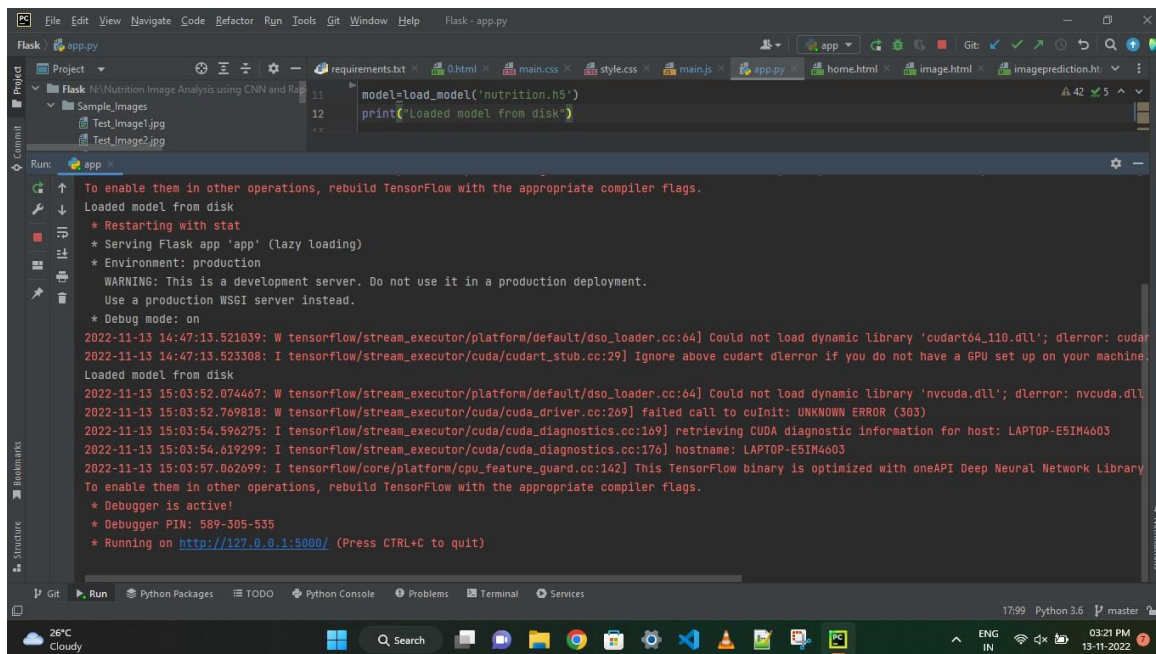 PC File Edit View Navigate Code Refactor Run Tools Git Window Help Flask - app.py
Flask app.py app Git:
Project requirements.txt 0.html main.css style.css main.js app.py home.html image.html imageprediction.ht
Flask N:\Nutrition Image Analysis using CNN and Rap
Sample_Images
Test_Image1.jpg
Test_Image2.jpg
11 model=load_model('nutrition.h5') 42 5
12 print("Loaded model from disk")
Project
Commit
Run: app
To enable them in other operations, rebuild TensorFlow with the appropriate compiler flags.
Loaded model from disk
* Restarting with stat
* Serving Flask app 'app' (lazy loading)
* Environment: production
WARNING: This is a development server. Do not use it in a production deployment.
Use a production WSGI server instead.
* Debug mode: on
2022-11-13 14:47:13.521039: W tensorflow/stream_executor/platform/default/dso_loader.cc:64] Could not load dynamic library 'cudart64_110.dll'; dlerror: cudar
2022-11-13 14:47:13.523308: I tensorflow/stream_executor/cuda/cudart_stub.cc:29] Ignore above cudart dlerror if you do not have a GPU set up on your machine.
Loaded model from disk
2022-11-13 15:03:52.074467: W tensorflow/stream_executor/platform/default/dso_loader.cc:64] Could not load dynamic library 'nvcuda.dll'; dlerror: nvcuda.dll
2022-11-13 15:03:52.769818: W tensorflow/stream_executor/cuda/cuda_driver.cc:269] failed call to cuInit: UNKNOWN ERROR (303)
2022-11-13 15:03:54.596275: I tensorflow/stream_executor/cuda/cuda_diagnostics.cc:169] retrieving CUDA diagnostic information for host: LAPTOP-E5IM4603
2022-11-13 15:03:54.619299: I tensorflow/stream_executor/cuda/cuda_diagnostics.cc:176] hostname: LAPTOP-E5IM4603
2022-11-13 15:03:57.062699: I tensorflow/core/platform/cpu_feature_guard.cc:142] This TensorFlow binary is optimized with oneAPI Deep Neural Network Library
To enable them in other operations, rebuild TensorFlow with the appropriate compiler flags.
* Debugger is active!
* Debugger PIN: 589-305-535
* Running on http://127.0.0.1:5000/ (Press CTRL+C to quit)
Bookmarks
Structure
Git Run Python Packages TODO Python Console Problems Terminal Services
17:99 Python 3.6 master
26°C
Cloudy
Search
PC
ENG
IN
03:21 PM
13-11-2022
7